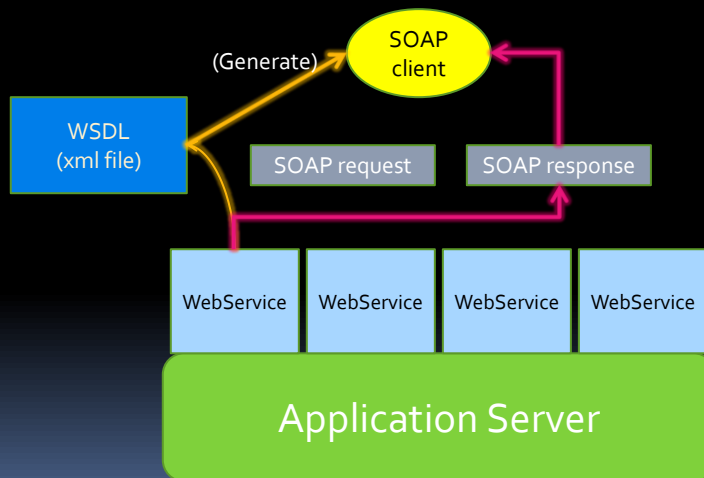 SOAP
client
(Generate)
WSDL
(xml file)
SOAP request
SOAP response
WebService
WebService
WebService
WebService
Application Server